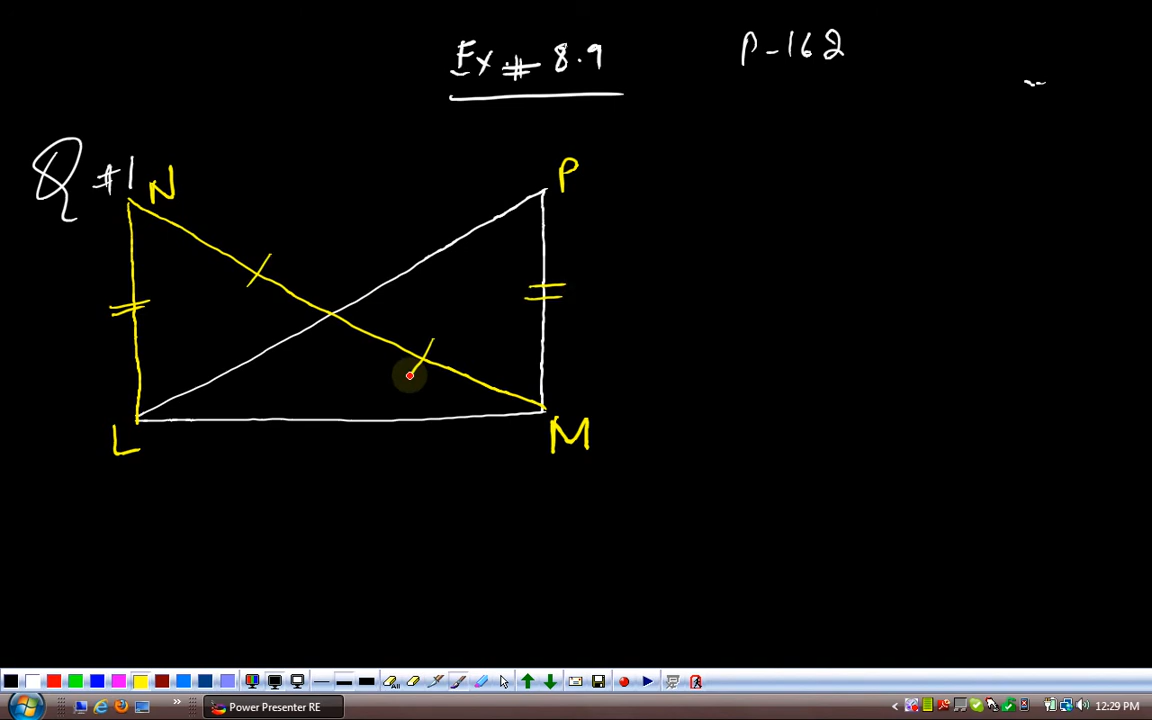 Ex # 8.9
P-162
Q #1
N
P
L
M
Power Presenter RE
12:29 PM